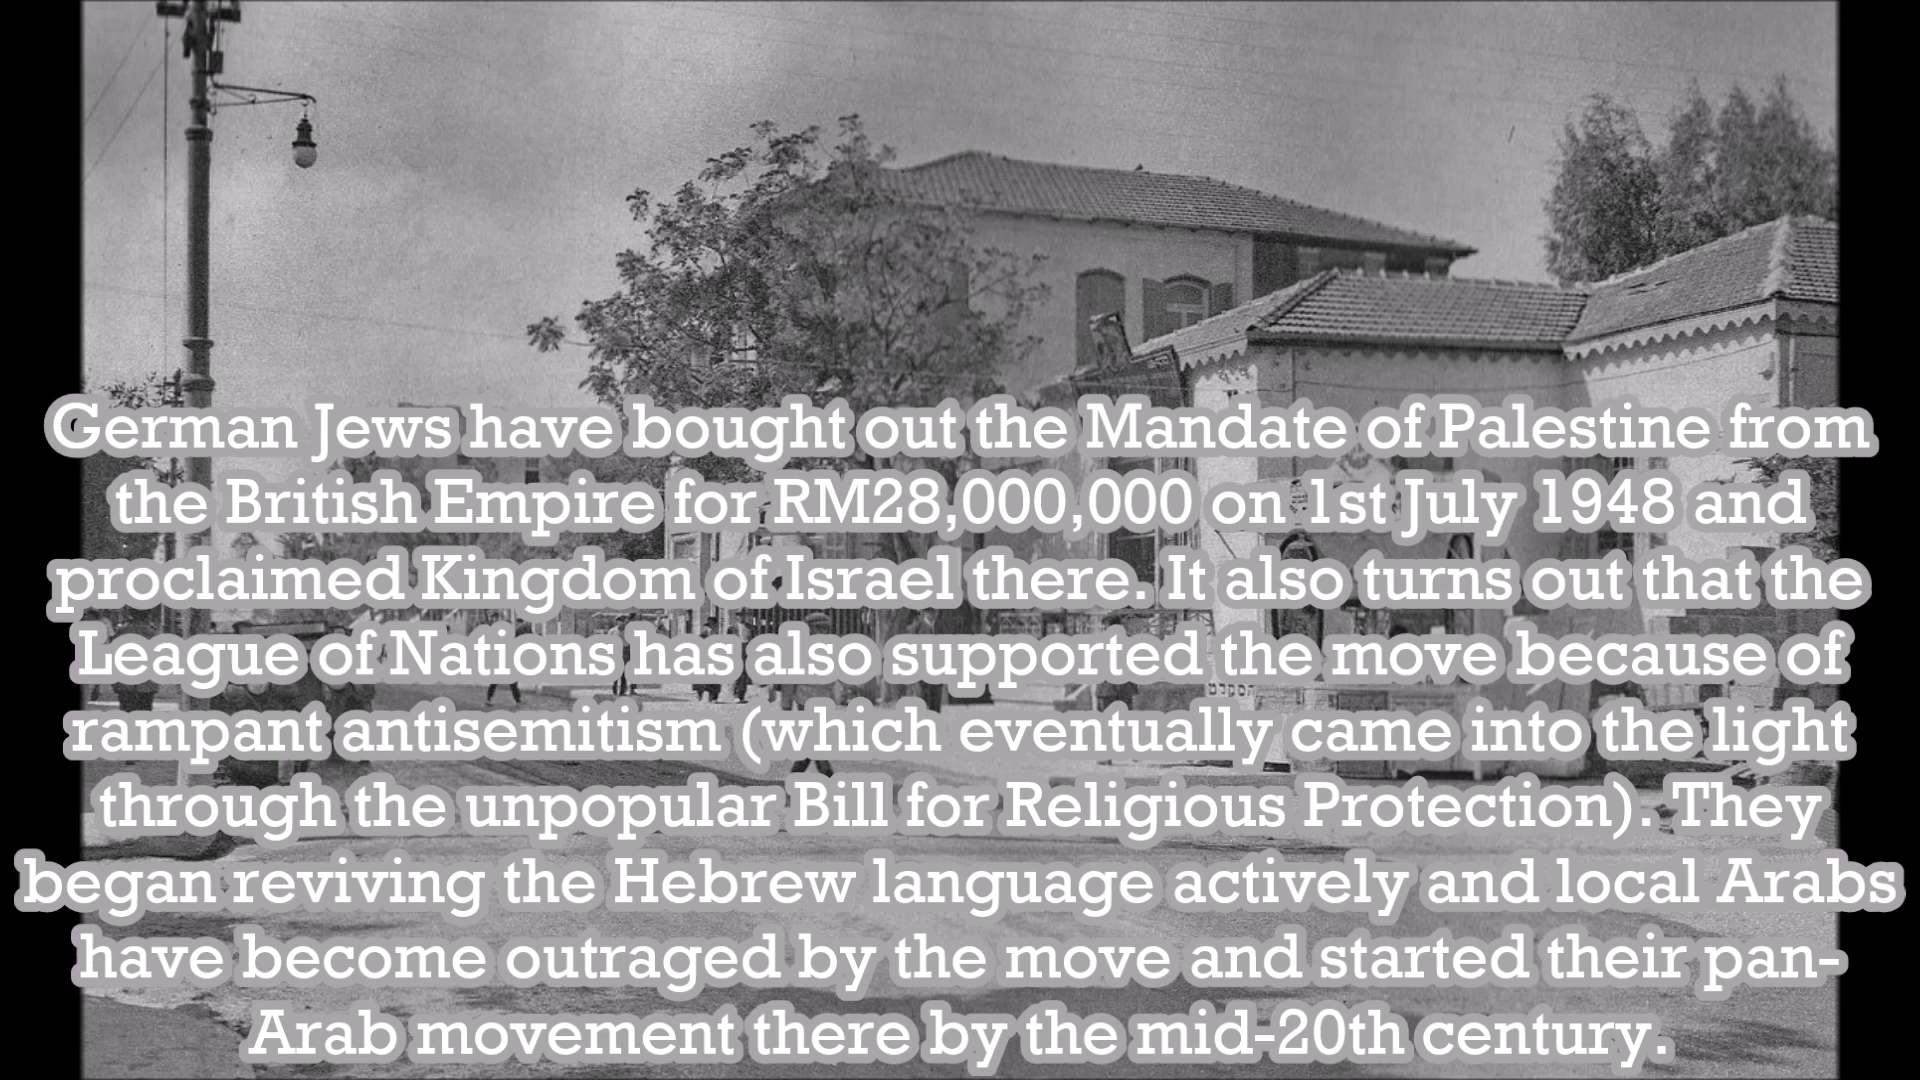 German Jews have bought out the Mandate of Palestine from
the British Empire for RM28,000,000 on 1st July 1948 and
proclaimed Kingdom of Israel there. It also turns out that the
League of Nations has also supported the move because of
rampant antisemitism (which eventually came into the light
through the unpopular Bill for Religious Protection). They
began reviving the Hebrew language actively and local Arabs
have become outraged by the move and started their pan-
Arab movement there by the mid-20th century.